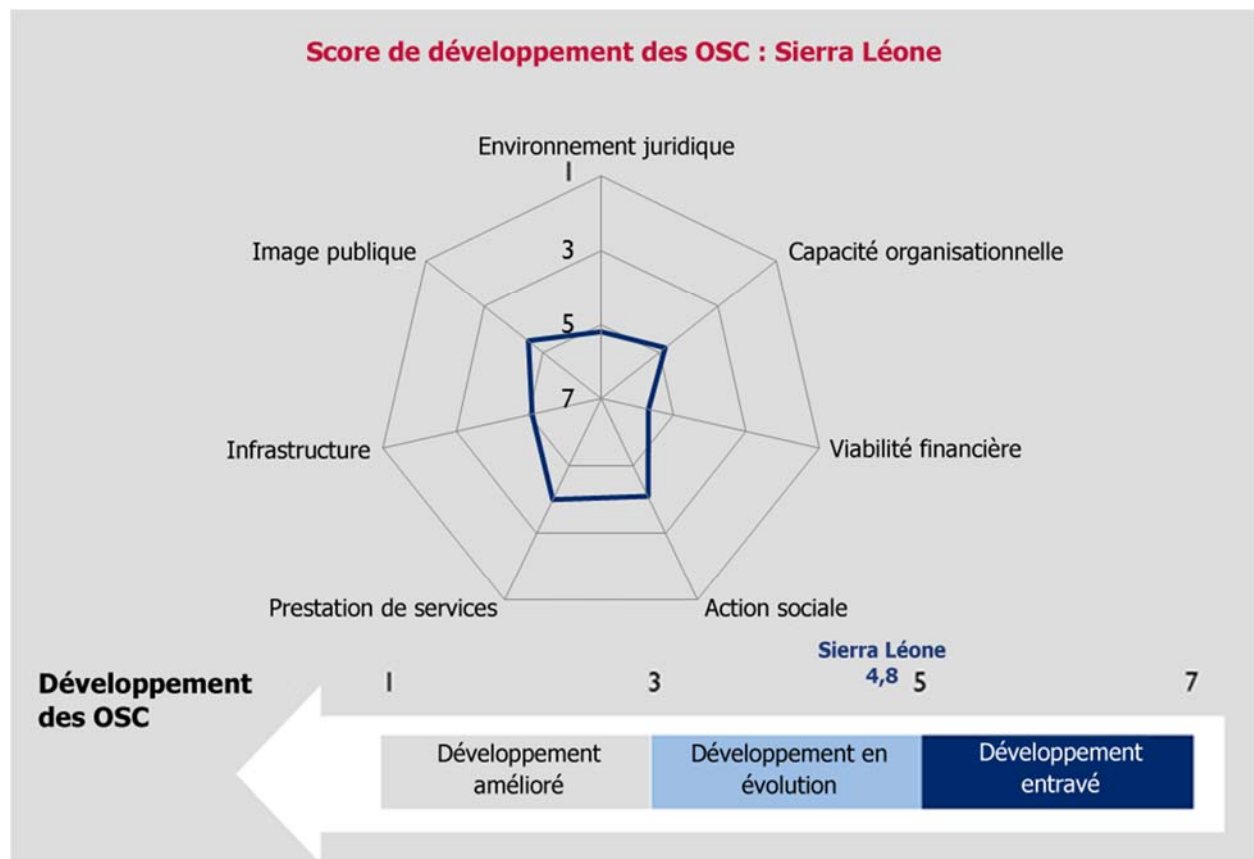 Score de développement des OSC : Sierra Léone
Environnement juridique
1
Image publique
3
Capacité organisationnelle
5
7
Infrastructure
Viabilité financière
Prestation de services
Action sociale
Sierra Léone
4,8
Développement
des OSC
1
3
5
7
Développement
amélioré
Développement en
évolution
Développement
entravé